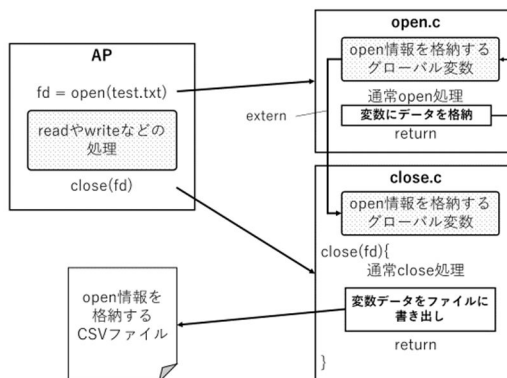 AP
fd = open(test.txt)
readやwriteなどの
処理
close(fd)
open.c
open情報を格納する
グローバル変数
通常open処理
変数にデータを格納
return
extern
close.c
open情報を格納する
グローバル変数
close(fd){
通常close処理
変数データをファイルに
書き出し
return
}
open情報を
格納する
CSVファイル